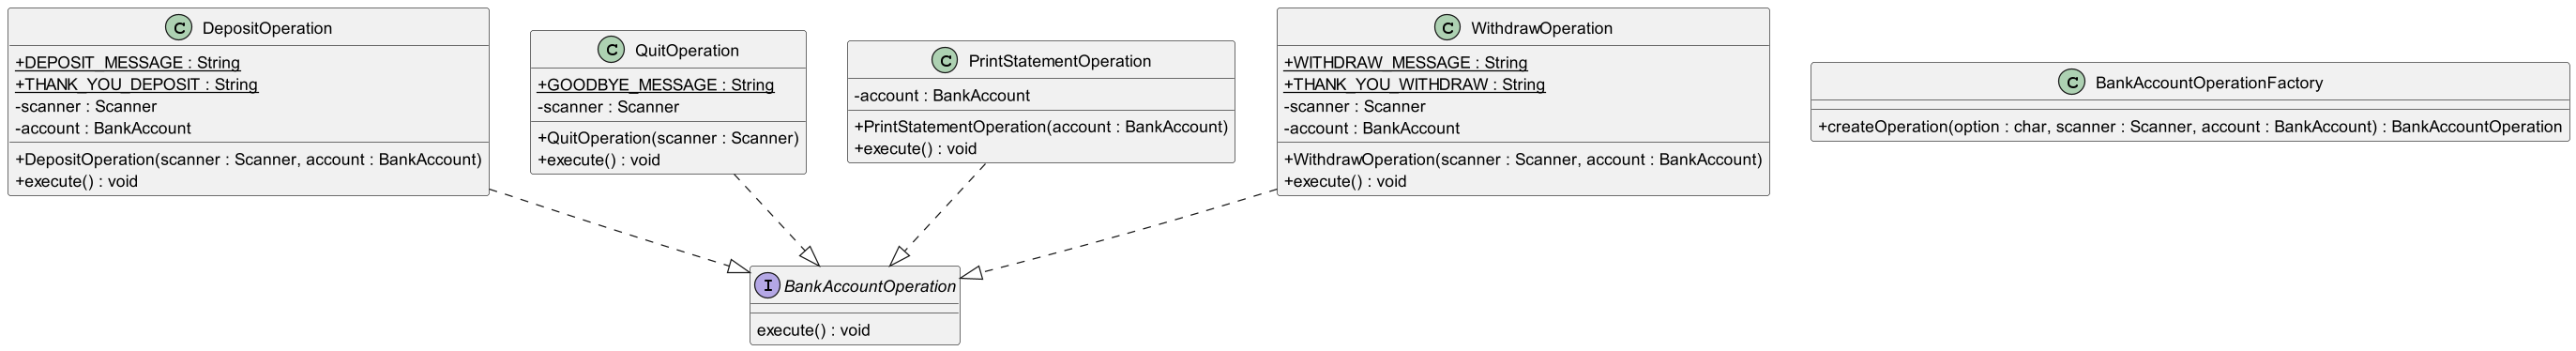 C DepositOperation
+DEPOSIT_MESSAGE : String
+THANK_YOU_DEPOSIT : String
-scanner : Scanner
-account : BankAccount
+DepositOperation(scanner : Scanner, account : BankAccount)
+execute() : void
C QuitOperation
+GOODBYE_MESSAGE : String
-scanner : Scanner
+QuitOperation(scanner : Scanner)
+execute() : void
C PrintStatementOperation
-account : BankAccount
+PrintStatementOperation(account : BankAccount)
+execute() : void
C WithdrawOperation
+WITHDRAW_MESSAGE : String
+THANK_YOU_WITHDRAW : String
-scanner : Scanner
-account : BankAccount
+WithdrawOperation(scanner : Scanner, account : BankAccount)
+execute() : void
C BankAccountOperationFactory
+createOperation(option : char, scanner : Scanner, account : BankAccount) : BankAccountOperation
I BankAccountOperation
execute() : void